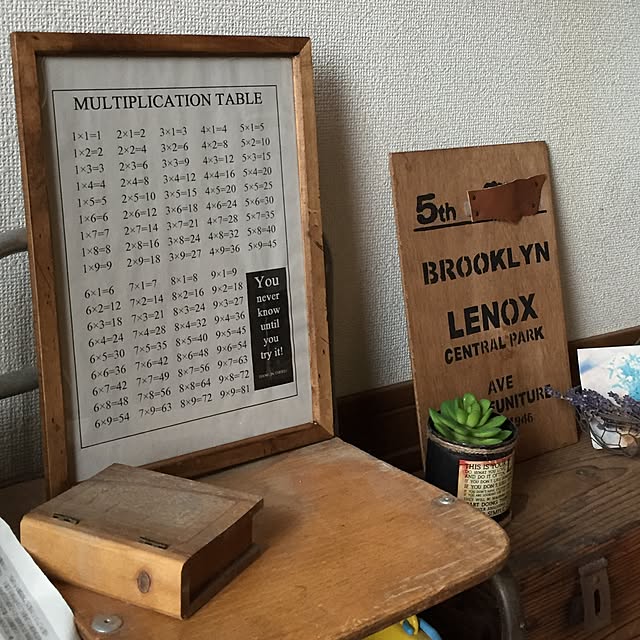 MULTIPLICATION TABLE
1×1=1 2×1=2 3×1=3 4×1=4 5×1=5
1×2=2 2×2=4 3×2=6 4×2=8 5×2=10
1×3=3 2×3=6 3×3=9 4×3=12 5×3=15
1×4=4 2×4=8 3×4=12 4×4=16 5×4=20
1×5=5 2×5=10 3×5=15 4×5=20 5×5=25
1×6=6 2×6=12 3×6=18 4×6=24 5×6=30
1×7=7 2×7=14 3×7=21 4×7=28 5×7=35
1×8=8 2×8=16 3×8=24 4×8=32 5×8=40
1×9=9 2×9=18 3×9=27 4×9=36 5×9=45
6×1=6 7×1=7 8×1=8 9×1=9
6×2=12 7×2=14 8×2=16 9×2=18
6×3=18 7×3=21 8×3=24 9×3=27
6×4=24 7×4=28 8×4=32 9×4=36
6×5=30 7×5=35 8×5=40 9×5=45
6×6=36 7×6=42 8×6=48 9×6=54
6×7=42 7×7=49 8×7=56 9×7=63
6×8=48 7×8=56 8×8=64 9×8=72
6×9=54 7×9=63 8×9=72 9×9=81
You
never
know
until
you
try it!
5th
BROOKLYN
LENOX
CENTRAL PARK
AVE
FUNITURE
THIS IS YOUR